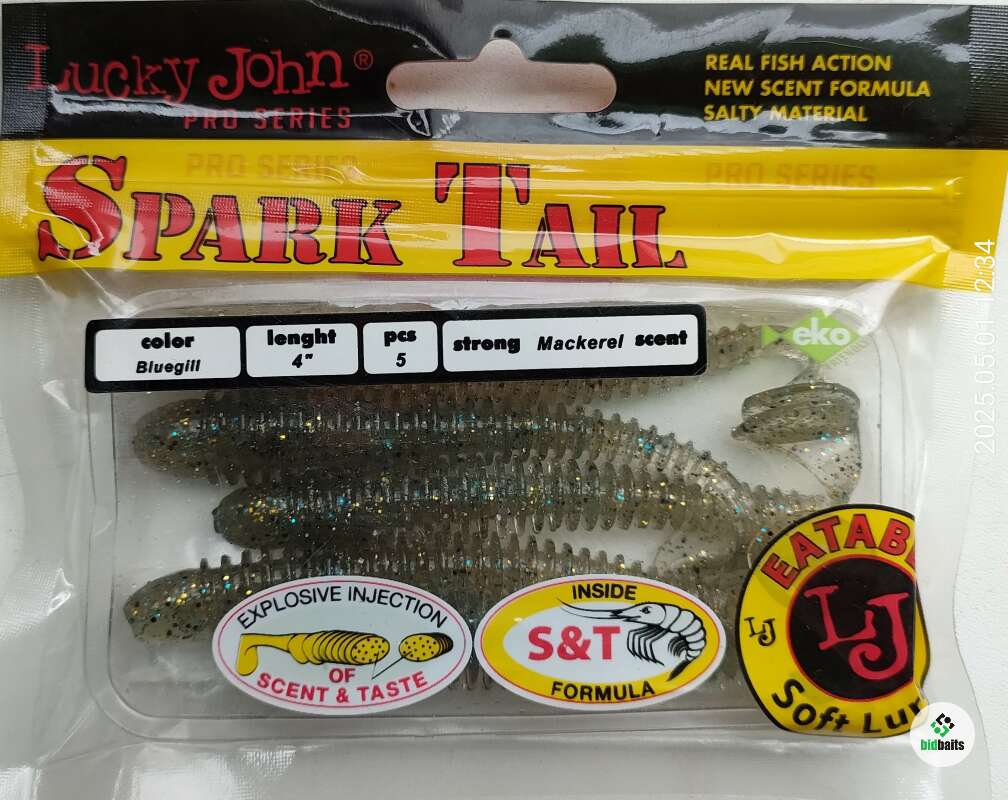 Lucky John®
PRO SERIES
REAL FISH ACTION
NEW SCENT FORMULA
SALTY MATERIAL
PRO SERIES
PRO SERIES
SPARK TAIL
color
Bluegill
lenght
4"
pcs
5
strong Mackerel scent
eko
EXPLOSIVE INJECTION
OF
SCENT & TASTE
INSIDE
S&T
FORMULA
EATAB
LJ
LJ
Soft Lur
bidbaits
2025.05.01 12:34